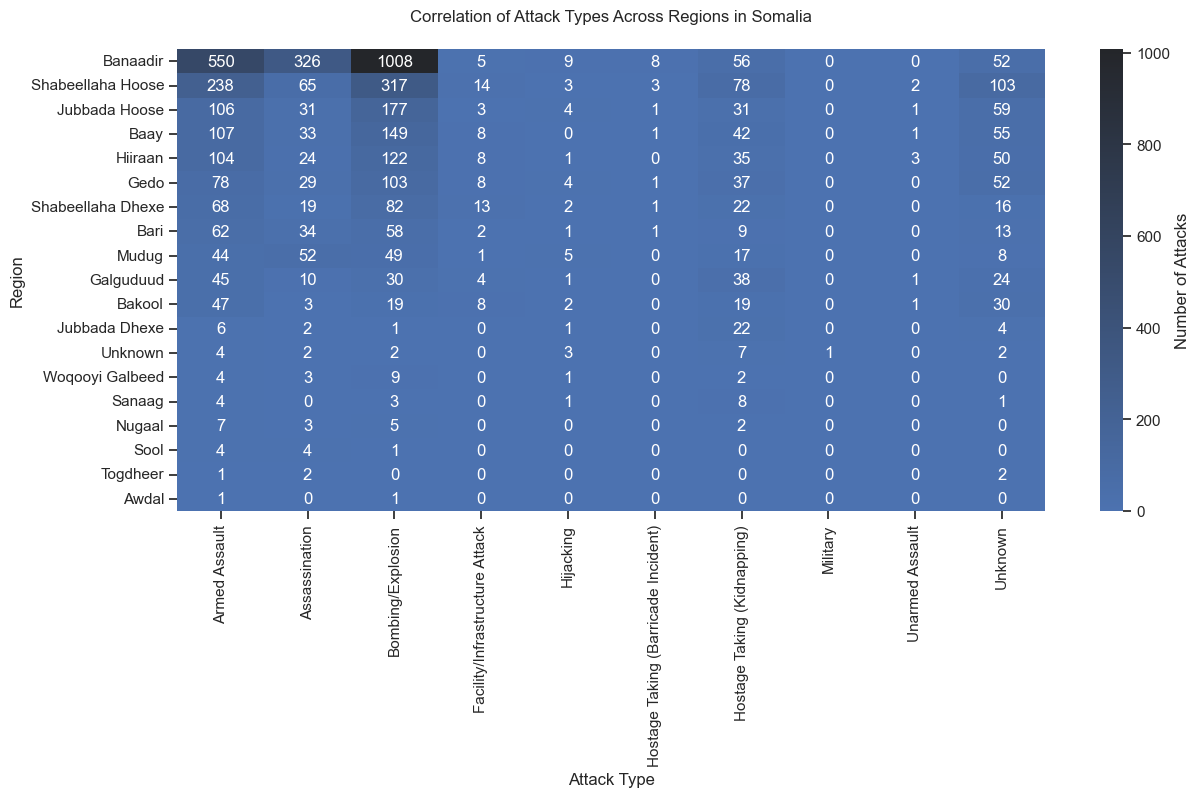 Correlation of Attack Types Across Regions in Somalia
Banaadir 550 326 1008 5 9 8 56 0 0 52
Shabeellaha Hoose 238 65 317 14 3 3 78 0 2 103
Jubbada Hoose 106 31 177 3 4 1 31 0 1 59
Baay 107 33 149 8 0 1 42 0 1 55
Hiiraan 104 24 122 8 1 0 35 0 3 50
Gedo 78 29 103 8 4 1 37 0 0 52
Shabeellaha Dhexe 68 19 82 13 2 1 22 0 0 16
Bari 62 34 58 2 1 1 9 0 0 13
Mudug 44 52 49 1 5 0 17 0 0 8
Galguduud 45 10 30 4 1 0 38 0 1 24
Bakool 47 3 19 8 2 0 19 0 1 30
Jubbada Dhexe 6 2 1 0 1 0 22 0 0 4
Unknown 4 2 2 0 3 0 7 1 0 2
Woqooyi Galbeed 4 3 9 0 1 0 2 0 0 0
Sanaag 4 0 3 0 1 0 8 0 0 1
Nugaal 7 3 5 0 0 0 2 0 0 0
Sool 4 4 1 0 0 0 0 0 0 0
Togdheer 1 2 0 0 0 0 0 0 0 2
Awdal 1 0 1 0 0 0 0 0 0 0
Region
Armed Assault
Assassination
Bombing/Explosion
Facility/Infrastructure Attack
Hijacking
Hostage Taking (Barricade Incident)
Hostage Taking (Kidnapping)
Military
Unarmed Assault
Unknown
Attack Type
1000
800
600
400
200
0
Number of Attacks